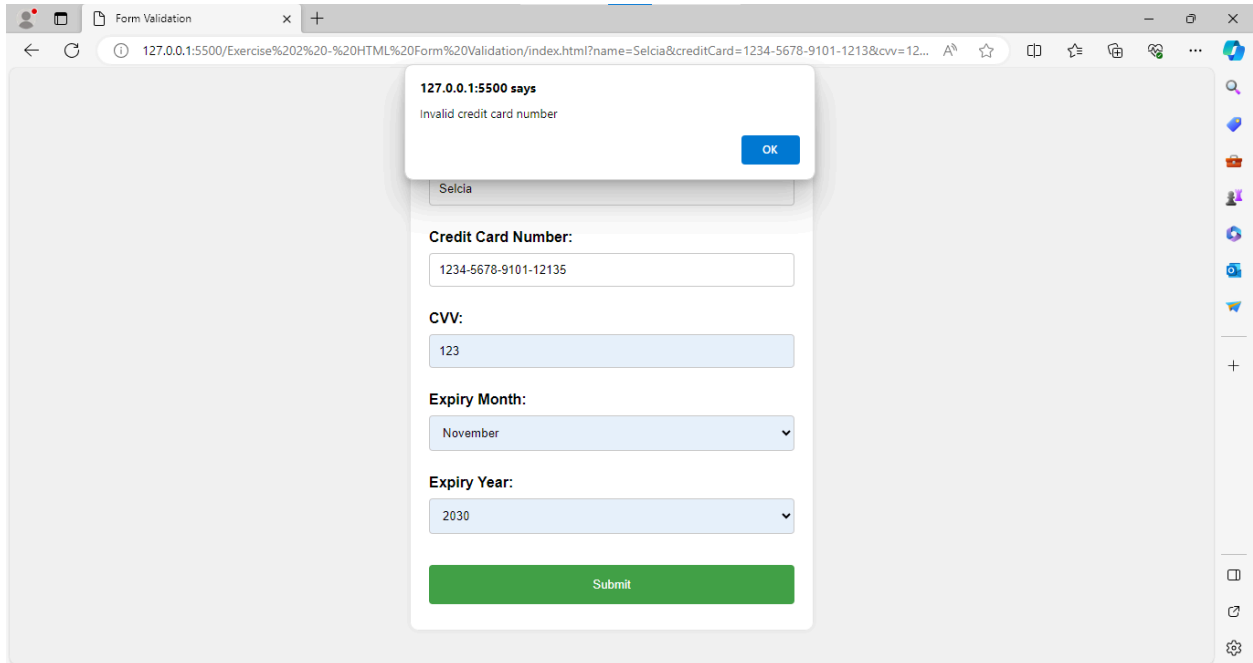 Form Validation
127.0.0.1:5500/Exercise%202%20-%20HTML%20Form%20Validation/index.html?name=Selcia&creditCard=1234-5678-9101-1213&cvv=12...
127.0.0.1:5500 says
Invalid credit card number
OK
Selcia
Credit Card Number:
1234-5678-9101-12135
CVV:
123
Expiry Month:
November
Expiry Year:
2030
Submit